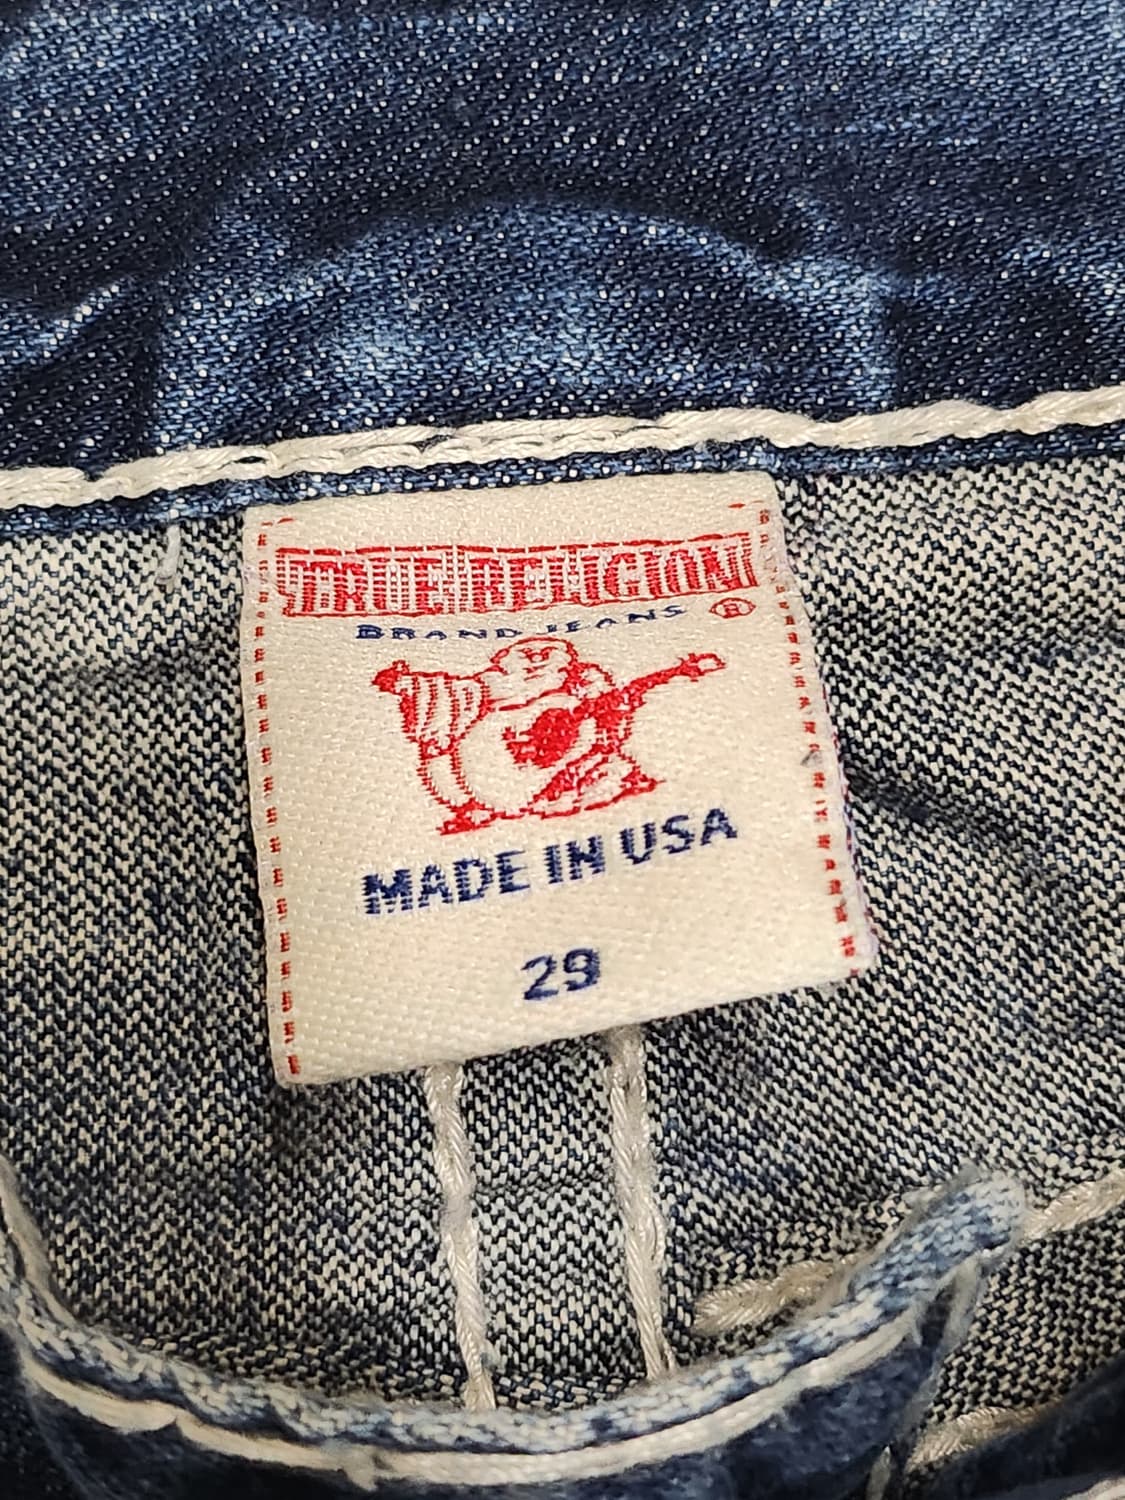 TRUE RELIGION
BRAND JEANS ®
MADE IN USA
29